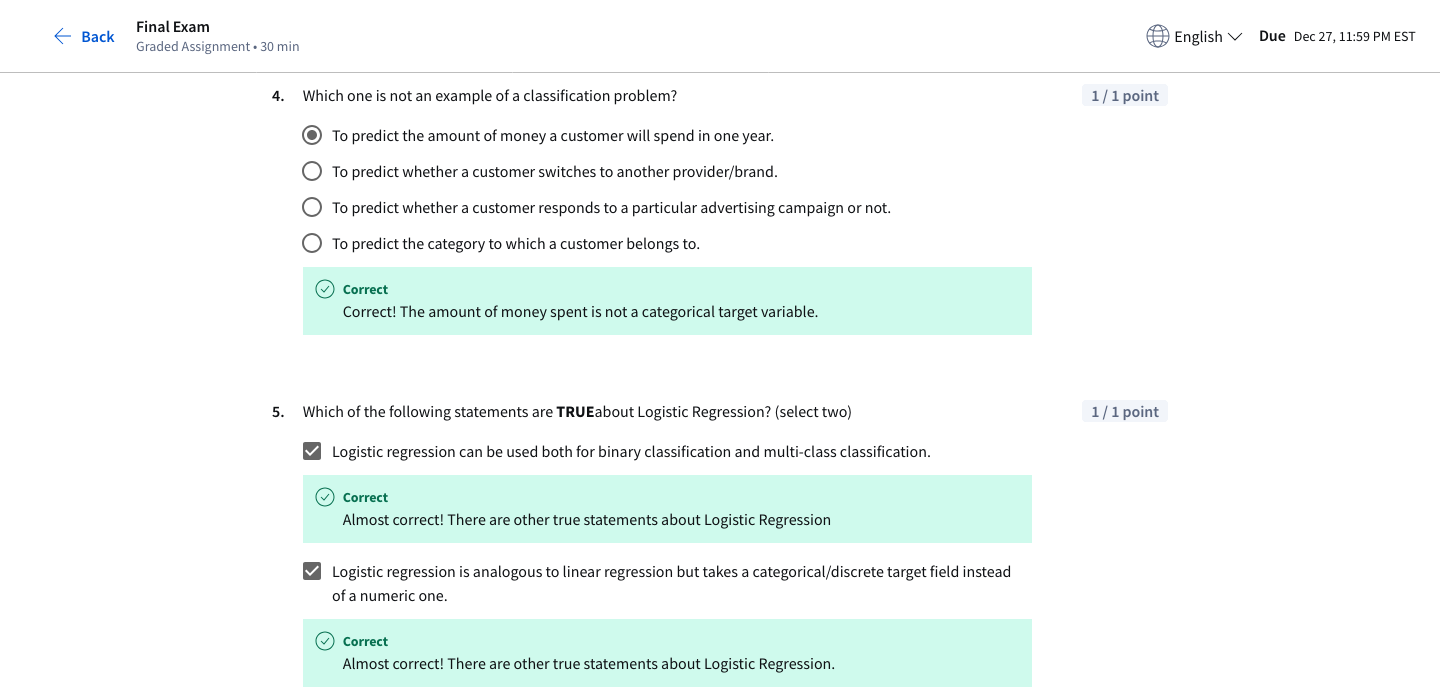 Back
Final Exam
Graded Assignment • 30 min
English
Due Dec 27, 11:59 PM EST
4. Which one is not an example of a classification problem?
1 / 1 point
To predict the amount of money a customer will spend in one year.
To predict whether a customer switches to another provider/brand.
To predict whether a customer responds to a particular advertising campaign or not.
To predict the category to which a customer belongs to.
Correct
Correct! The amount of money spent is not a categorical target variable.
5. Which of the following statements are TRUEabout Logistic Regression? (select two)
1 / 1 point
Logistic regression can be used both for binary classification and multi-class classification.
Correct
Almost correct! There are other true statements about Logistic Regression
Logistic regression is analogous to linear regression but takes a categorical/discrete target field instead
of a numeric one.
Correct
Almost correct! There are other true statements about Logistic Regression.